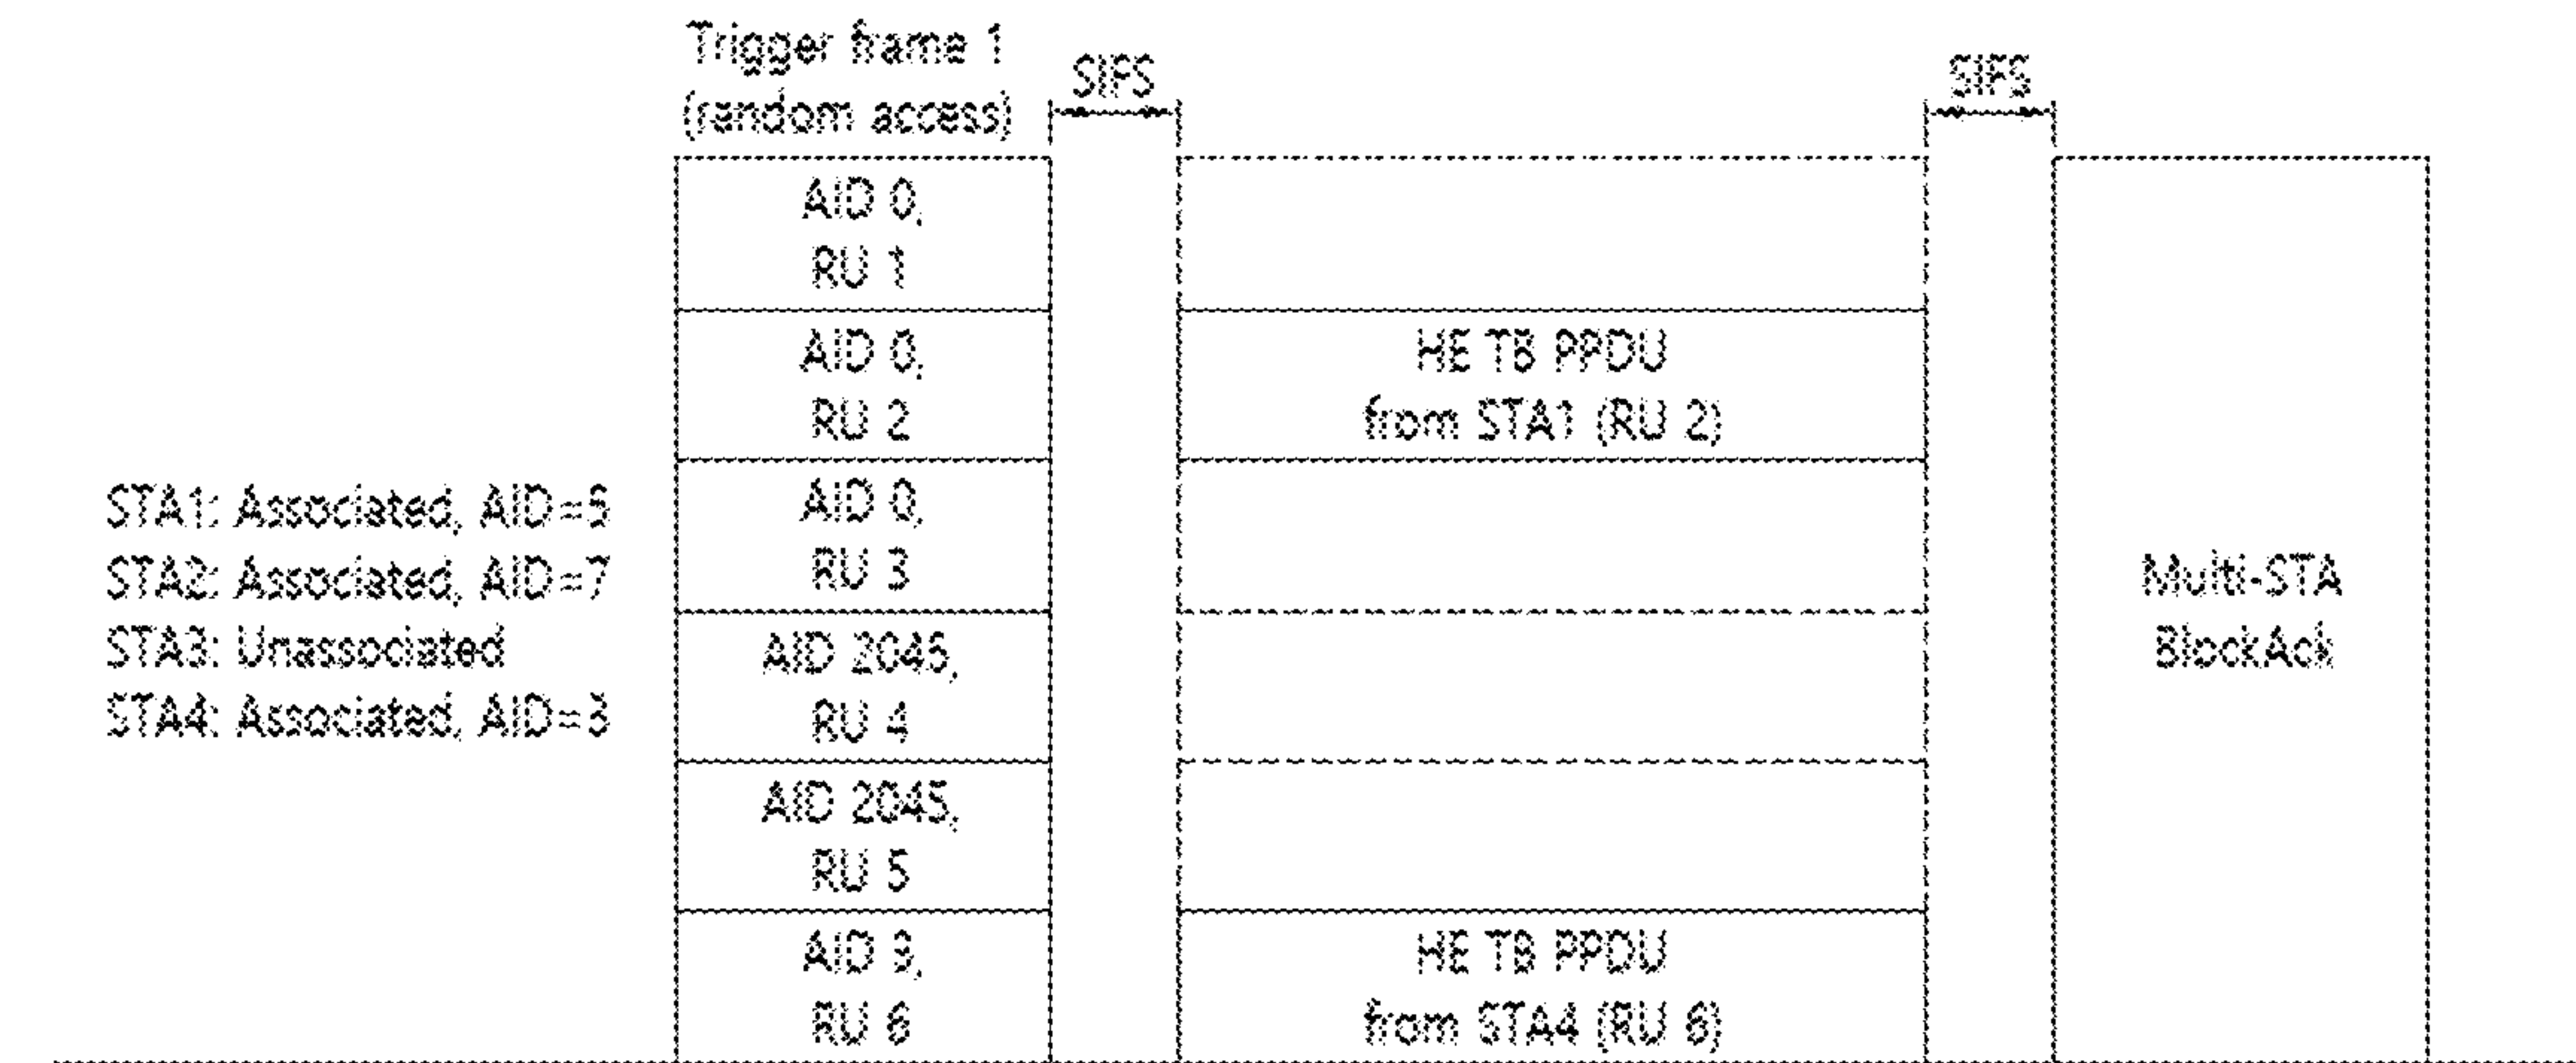 Trigger frame 1
(random access)
SIFS
SIFS
AID 0,
RU 1
AID 0,
RU 2
HE TB PPDU
from STA1 (RU 2)
AID 0,
RU 3
STA1: Associated, AID=5
STA2: Associated, AID=7
STA3: Unassociated
STA4: Associated, AID=3
AID 2045,
RU 4
AID 2045,
RU 5
AID 3,
RU 6
HE TB PPDU
from STA4 (RU 6)
Multi-STA
BlockAck